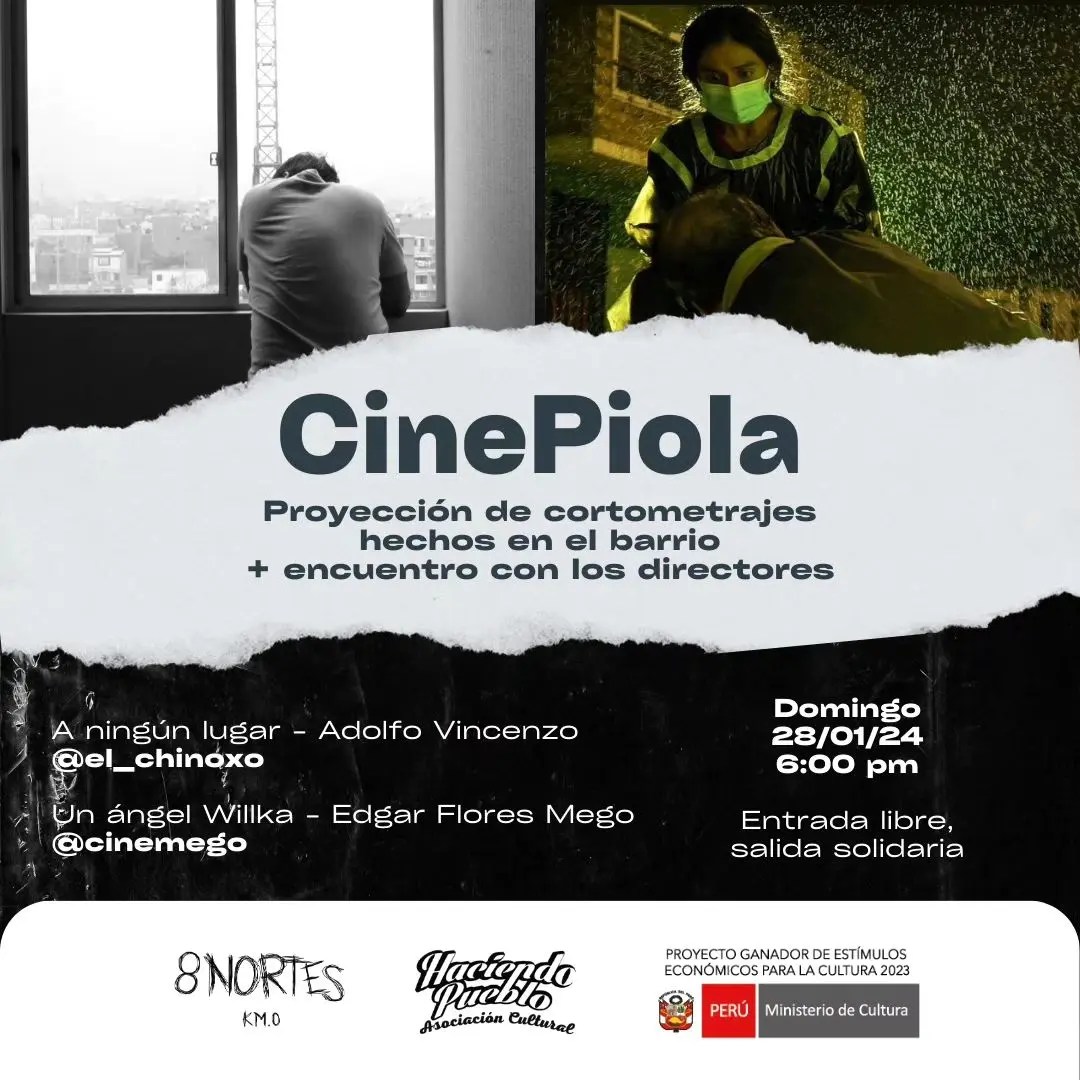 CinePiola
Proyección de cortometrajes
hechos en el barrio
+ encuentro con los directores
A ningún lugar - Adolfo Vincenzo
@el_chinoxo
Un ángel Willka - Edgar Flores Mego
@cinemego
Domingo
28/01/24
6:00 pm
Entrada libre,
salida solidaria
8 NORTES
KM.0
Haciendo
Pueblo
Asociación Cultural
PROYECTO GANADOR DE ESTÍMULOS
ECONÓMICOS PARA LA CULTURA 2023
PERÚ Ministerio de Cultura